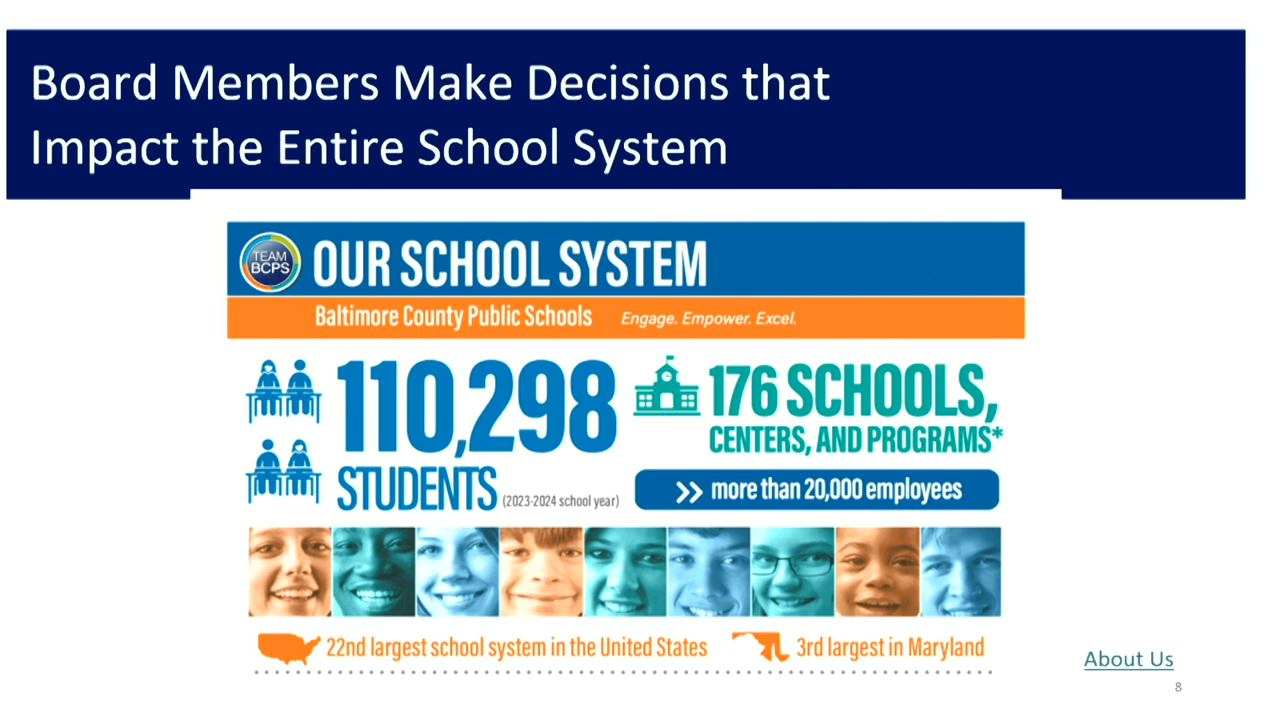 Board Members Make Decisions that
Impact the Entire School System
TEAM
BCPS
OUR SCHOOL SYSTEM
Baltimore County Public Schools Engage. Empower. Excel.
110,298
STUDENTS (2023-2024 school year)
176 SCHOOLS,
CENTERS, AND PROGRAMS*
>> more than 20,000 employees
22nd largest school system in the United States
3rd largest in Maryland
About Us
8